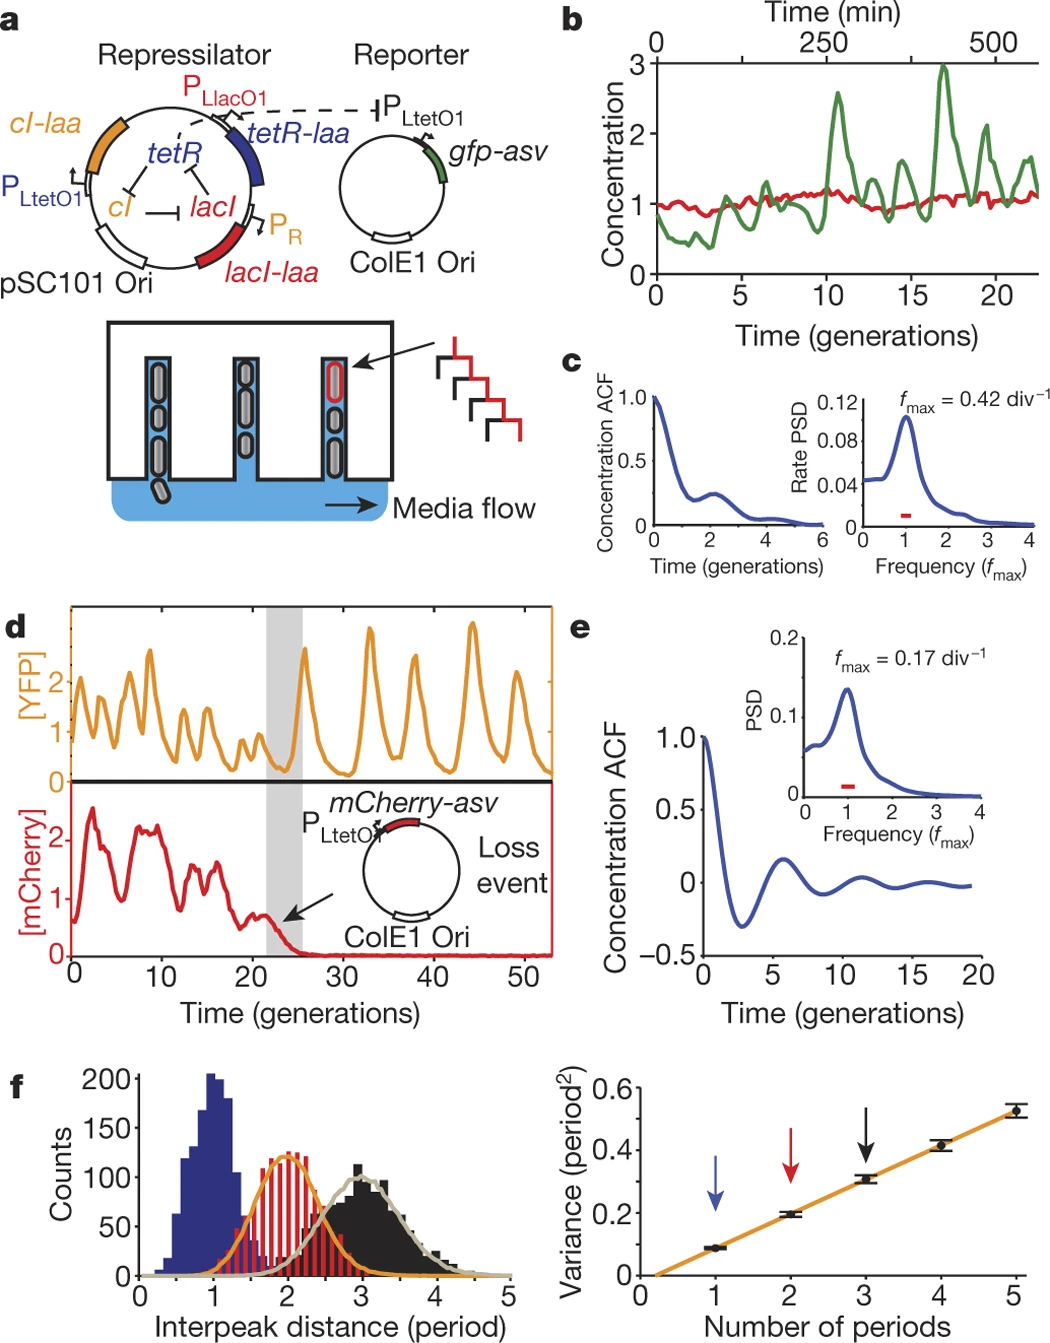 a
Repressilator
Reporter
P LlacO1
P LtetO1
cI-laa
tetR-laa
gfp-asv
tetR
P LtetO1
cI
lacI
P R
pSC101 Ori
lacI-laa
ColE1 Ori
Media flow
b
Time (min)
0 250 500
Concentration
3
2
1
0
0 5 10 15 20
Time (generations)
c
Concentration ACF
1.0
0.5
0
0 2 4 6
Time (generations)
Rate PSD
fmax = 0.42 div⁻¹
0.12
0.08
0.04
0
0 1 2 3 4
Frequency (fmax)
d
[YFP]
2
1
0
[mCherry]
2
1
0
mCherry-asv
P LtetO1
Loss
event
ColE1 Ori
0 10 20 30 40 50
Time (generations)
e
PSD
fmax = 0.17 div⁻¹
0.2
0.1
0
0 1 2 3 4
Frequency (fmax)
Concentration ACF
1.0
0.5
0
−0.5
0 5 10 15 20
Time (generations)
f
Counts
200
150
100
50
0
0 1 2 3 4 5
Interpeak distance (period)
Variance (period²)
0.6
0.4
0.2
0
0 1 2 3 4 5
Number of periods